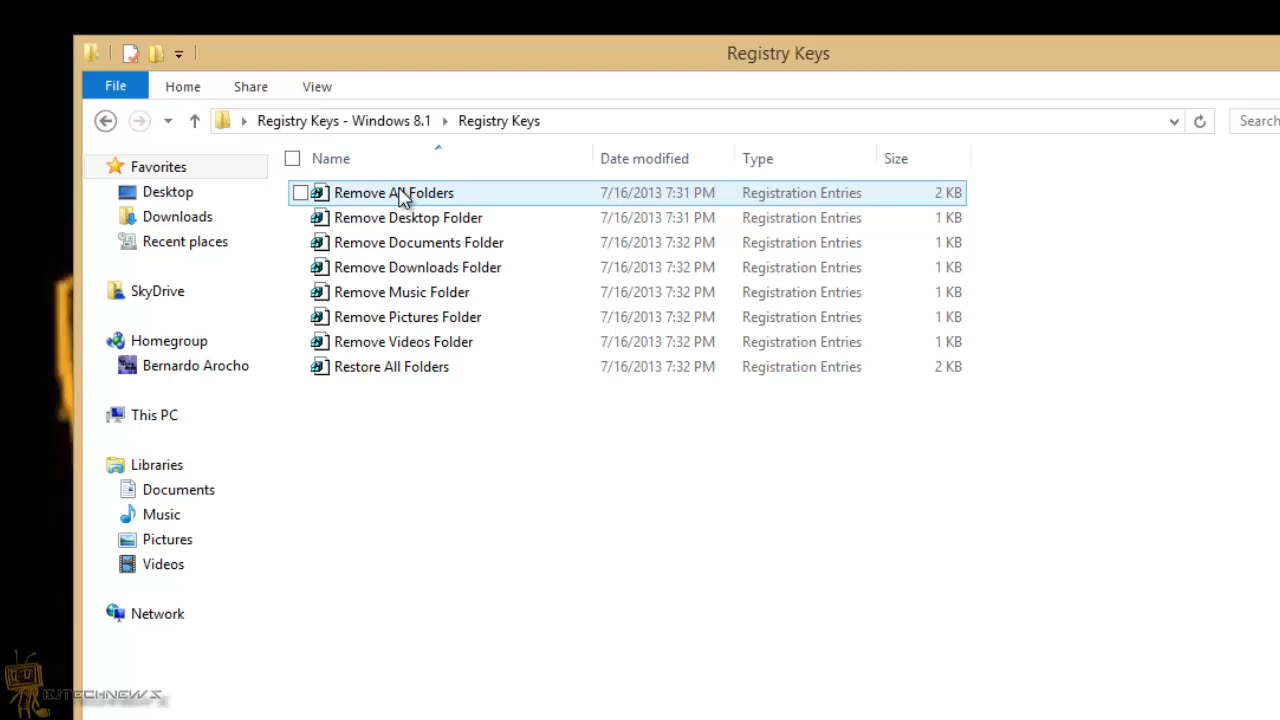 Registry Keys
File Home Share View
Registry Keys - Windows 8.1 Registry Keys Search
Name Date modified Type Size
Favorites
Desktop
Downloads
Recent places
SkyDrive
Homegroup
Bernardo Arocho
This PC
Libraries
Documents
Music
Pictures
Videos
Network
Remove All Folders 7/16/2013 7:31 PM Registration Entries 2 KB
Remove Desktop Folder 7/16/2013 7:31 PM Registration Entries 1 KB
Remove Documents Folder 7/16/2013 7:32 PM Registration Entries 1 KB
Remove Downloads Folder 7/16/2013 7:32 PM Registration Entries 1 KB
Remove Music Folder 7/16/2013 7:32 PM Registration Entries 1 KB
Remove Pictures Folder 7/16/2013 7:32 PM Registration Entries 1 KB
Remove Videos Folder 7/16/2013 7:32 PM Registration Entries 1 KB
Restore All Folders 7/16/2013 7:32 PM Registration Entries 2 KB
BJTECHNEWS